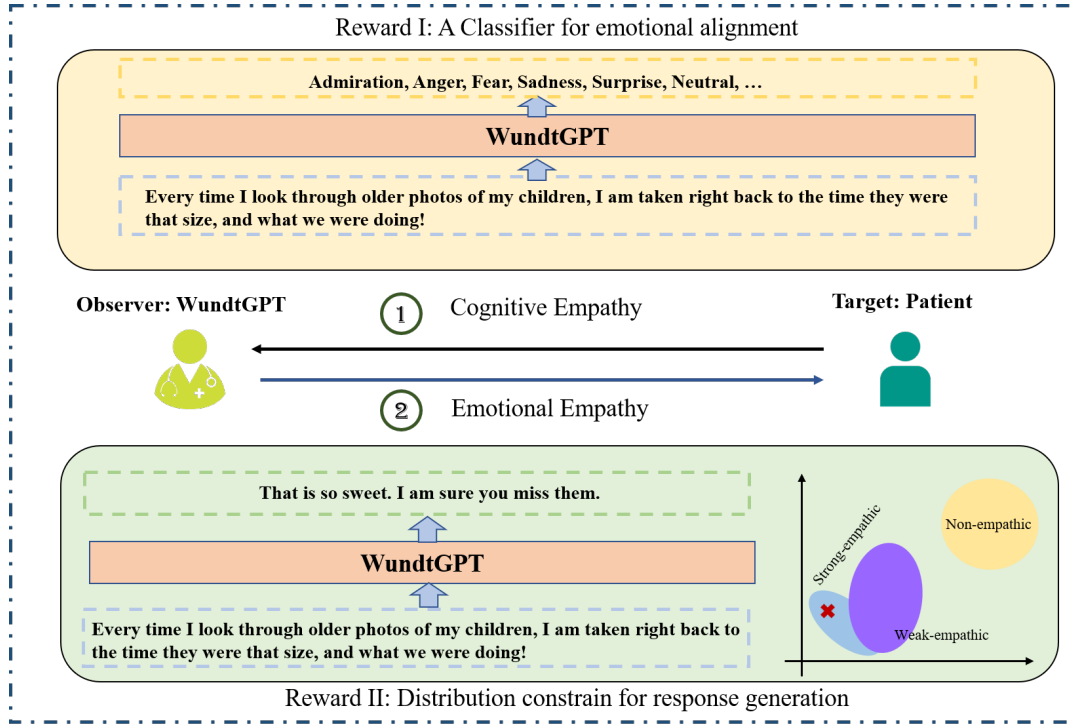 Reward I: A Classifier for emotional alignment
Admiration, Anger, Fear, Sadness, Surprise, Neutral, …
WundtGPT
Every time I look through older photos of my children, I am taken right back to the time they were
that size, and what we were doing!
Observer: WundtGPT
1
Cognitive Empathy
Target: Patient
2
Emotional Empathy
That is so sweet. I am sure you miss them.
WundtGPT
Every time I look through older photos of my children, I am taken right back to
the time they were that size, and what we were doing!
Strong-empathic
Non-empathic
Weak-empathic
Reward II: Distribution constrain for response generation